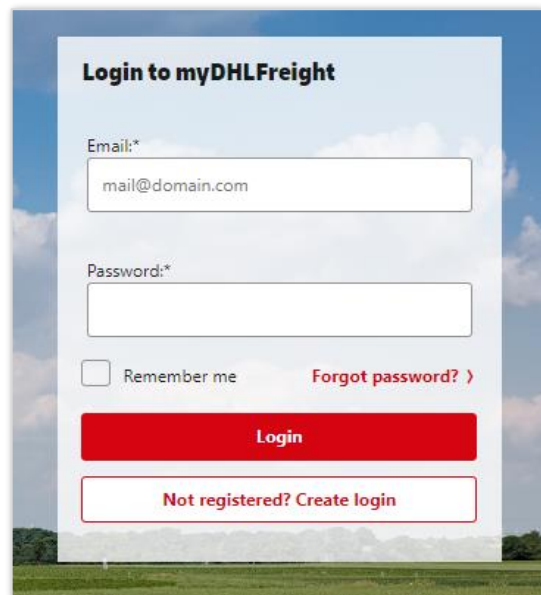 Login to myDHLFreight
Email:*
mail@domain.com
Password:*
Remember me Forgot password? ⟩
Login
Not registered? Create login